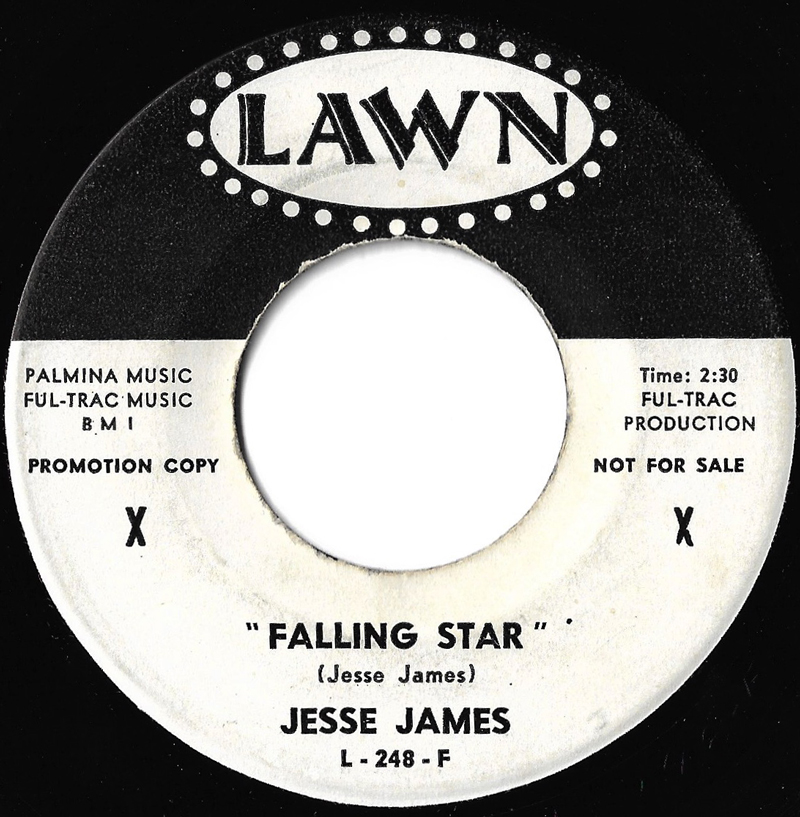 LAWN
PALMINA MUSIC
FUL-TRAC MUSIC
B M I
Time: 2:30
FUL-TRAC
PRODUCTION
PROMOTION COPY
NOT FOR SALE
X
X
"FALLING STAR"
(Jesse James)
JESSE JAMES
L - 248 - F